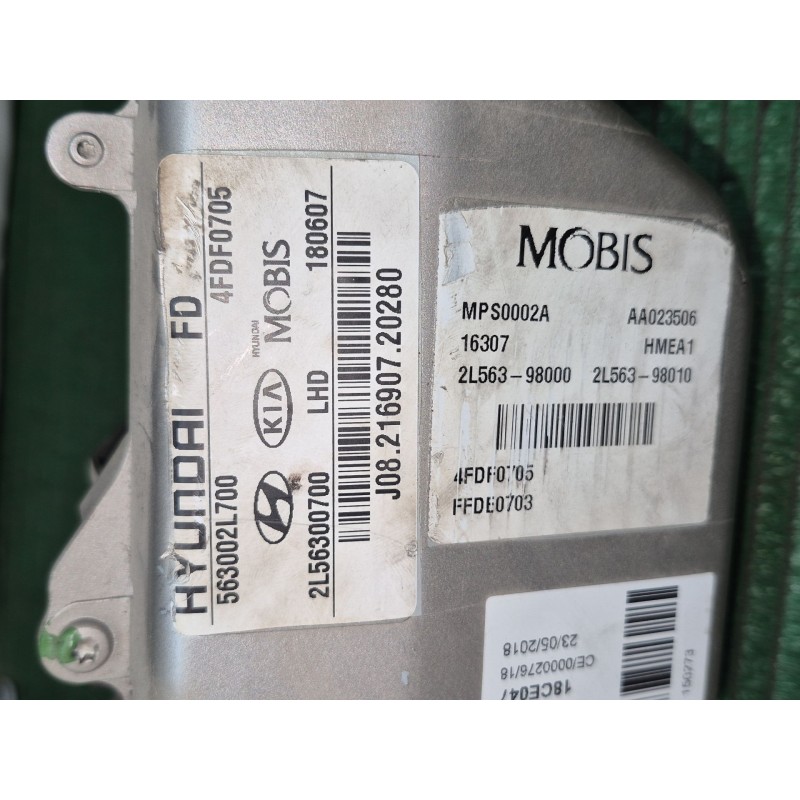 HYUNDAI FD
563002L700 4FDF0705
KIA HYUNDAI MOBIS
2L56300700 LHD 180607
J08.216907.20280
MOBIS
MPS0002A AA023506
16307 HMEA1
2L563-98000 2L563-98010
4FDF0705
FFDE0703
18CE047
CE/0000276/18
23/05/2018